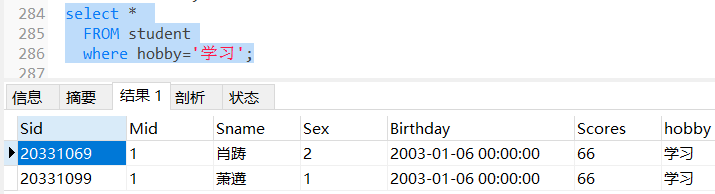 284 select *
285 FROM student
286 where hobby='学习';
287
信息 摘要 结果 1 剖析 状态
Sid Mid Sname Sex Birthday Scores hobby
20331069 1 肖踌 2 2003-01-06 00:00:00 66 学习
20331099 1 萧遴 1 2003-01-06 00:00:00 66 学习